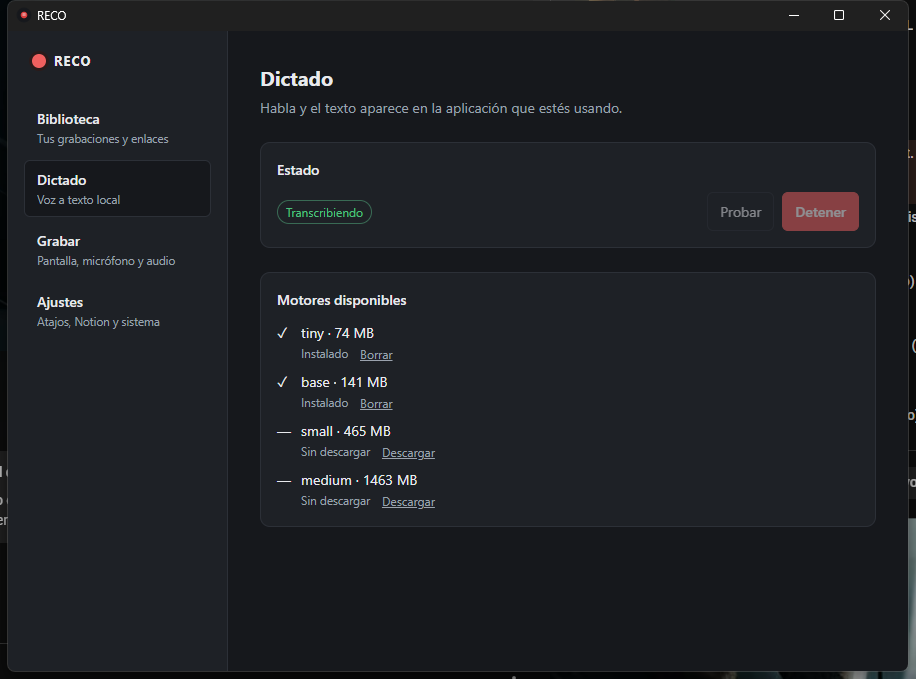 RECO
RECO
Biblioteca
Tus grabaciones y enlaces
Dictado
Voz a texto local
Grabar
Pantalla, micrófono y audio
Ajustes
Atajos, Notion y sistema
Dictado
Habla y el texto aparece en la aplicación que estés usando.
Estado
Transcribiendo
Probar
Detener
Motores disponibles
✓ tiny · 74 MB
Instalado Borrar
✓ base · 141 MB
Instalado Borrar
— small · 465 MB
Sin descargar Descargar
— medium · 1463 MB
Sin descargar Descargar